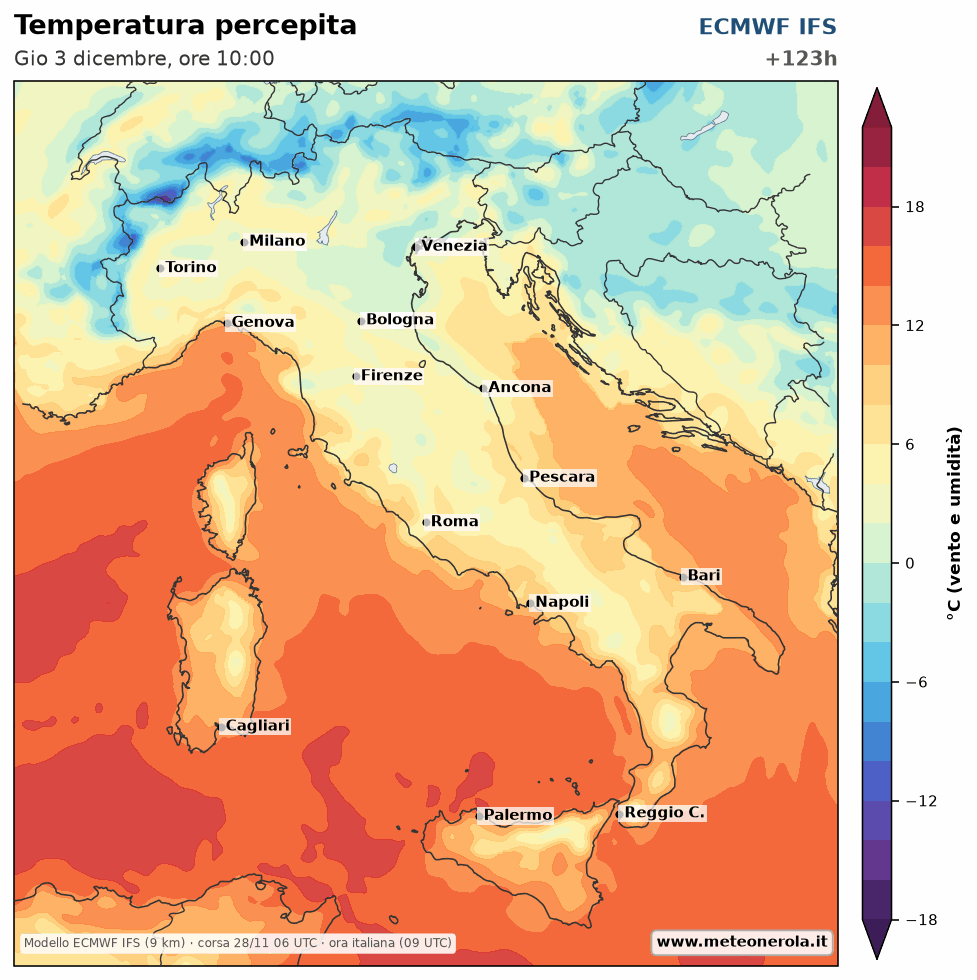 Temperatura percepita
ECMWF IFS
Gio 3 dicembre, ore 10:00
+123h
Milano
Venezia
Torino
Genova
Bologna
Firenze
Ancona
Pescara
Roma
Bari
Napoli
Cagliari
Palermo
Reggio C.
18
12
6
0
−6
−12
−18
°C (vento e umidità)
Modello ECMWF IFS (9 km) · corsa 28/11 06 UTC · ora italiana (09 UTC)
www.meteonerola.it